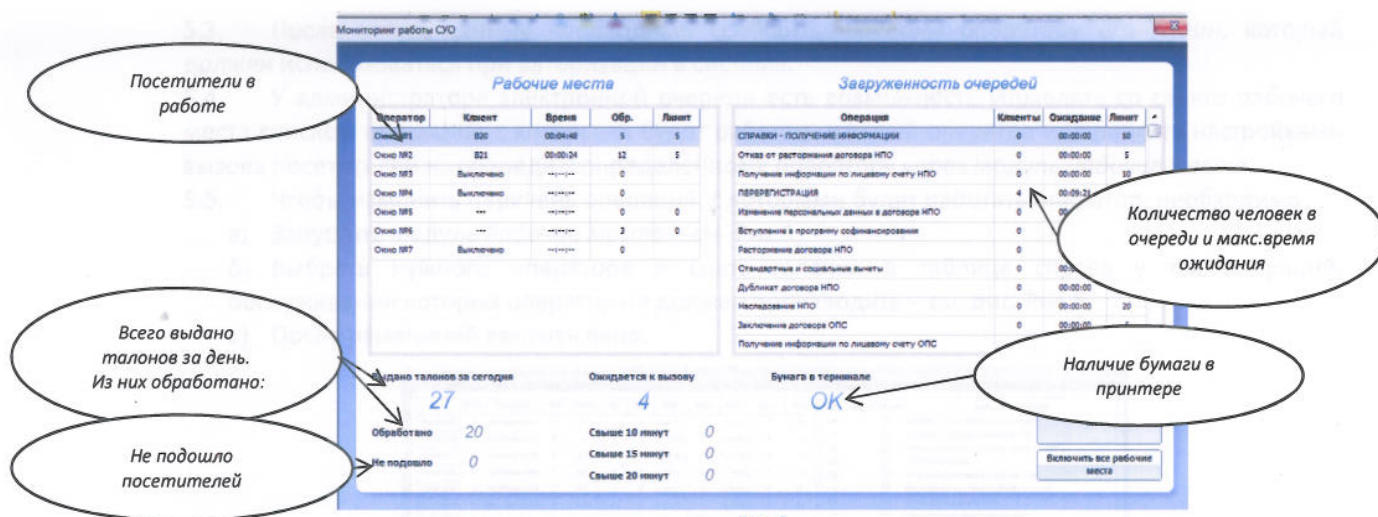 Мониторинг работы СУО
Посетители в
работе
Рабочие места
Оператор Клиент Время Обр. Лимит
Окно №1 B20 00:04:48 5 5
Окно №2 B21 00:00:24 12 5
Окно №3 Выключено --:--:-- 0
Окно №4 Выключено --:--:-- 0
Окно №5 --- --:--:-- 0 0
Окно №6 --- --:--:-- 3 0
Окно №7 Выключено --:--:-- 0
Загруженность очередей
Операция Клиенты Ожидание Лимит
СПРАВКИ - ПОЛУЧЕНИЕ ИНФОРМАЦИИ 0 00:00:00 10
Отказ от расторжения договора НПО 0 00:00:00 5
Получение информации по лицевому счету НПО 0 00:00:00 10
ПЕРЕРЕГИСТРАЦИЯ 4 00:09:21
Изменение персональных данных в договоре НПО 0
Вступление в программу софинансирования 0
Расторжение договора НПО 0
Стандартные и социальные вычеты 0
Дубликат договора НПО 0 00:00:00
Наследование НПО 0 00:00:00 20
Заключение договора ОПС 0 00:00:00
Получение информации по лицевому счету ОПС
Количество человек в
очереди и макс.время
ожидания
Всего выдано
талонов за день.
Из них обработано:
Выдано талонов за сегодня
27
Обработано 20
Не подошло 0
Ожидается к вызову
4
Свыше 10 минут 0
Свыше 15 минут 0
Свыше 20 минут 0
Бумага в терминале
OK
Наличие бумаги в
принтере
Включить все рабочие
места
Не подошло
посетителей